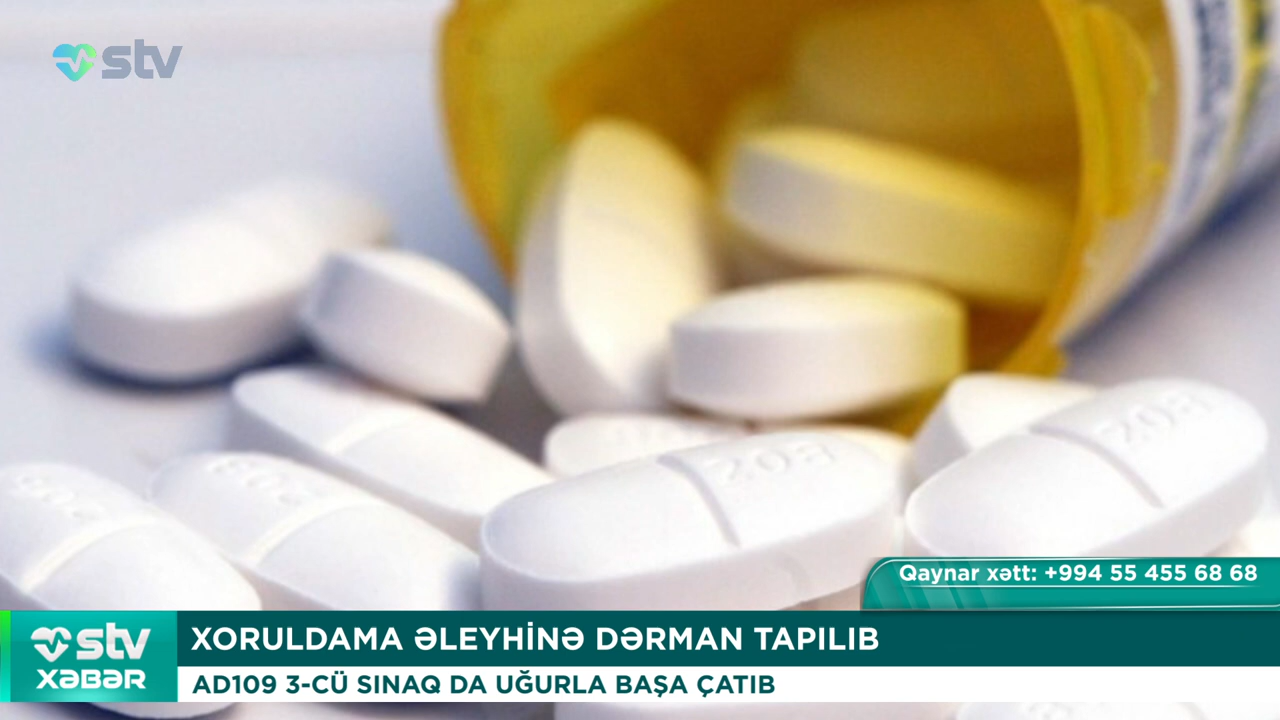 stv
Qaynar xətt: +994 55 455 68 68
stv
XƏBƏR
XORULDAMA ƏLEYHİNƏ DƏRMAN TAPILIB
AD109 3-CÜ SINAQ DA UĞURLA BAŞA ÇATIB